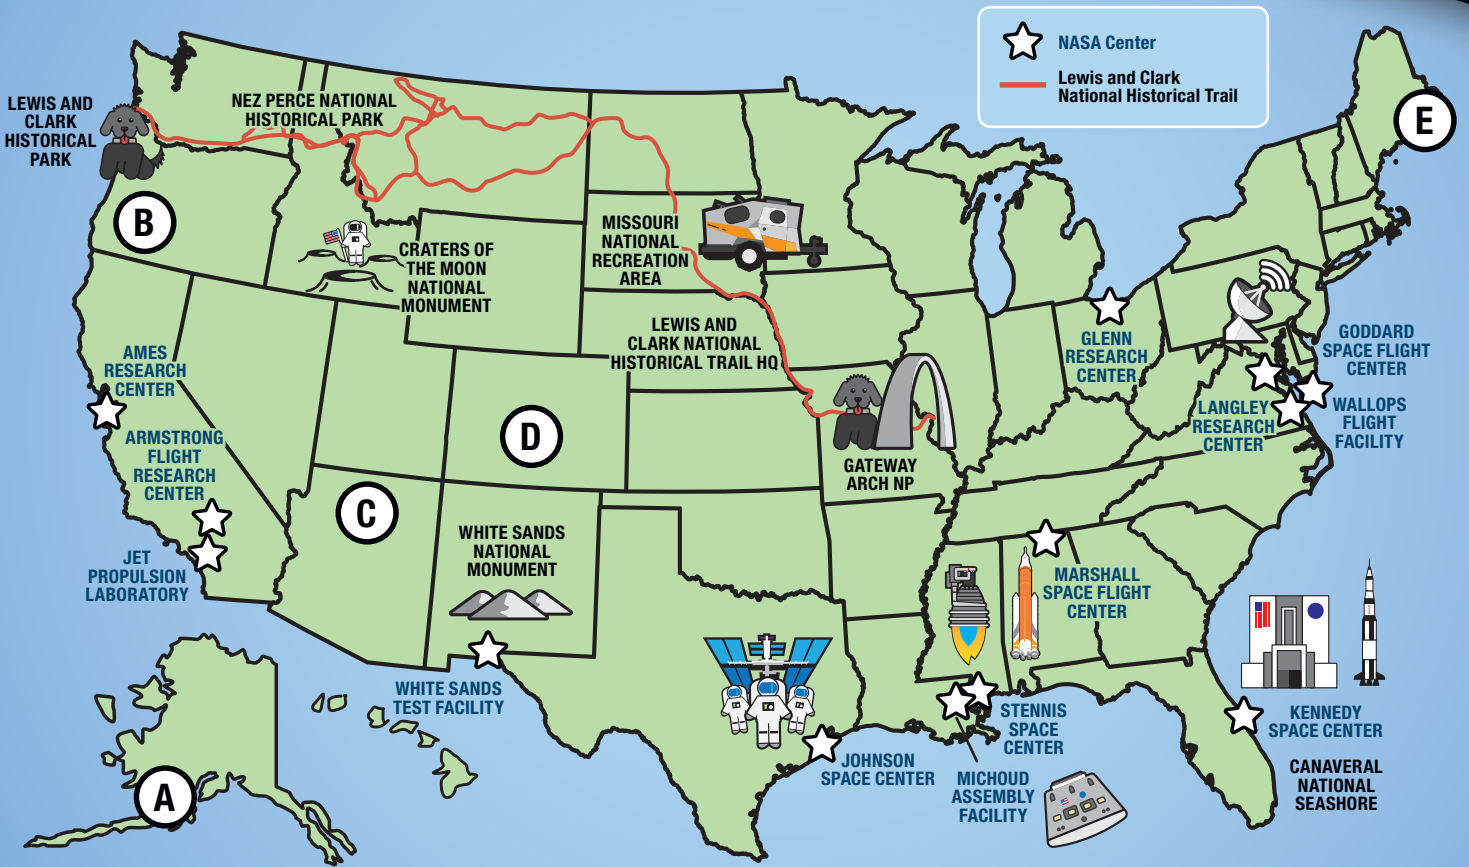 NASA Center
Lewis and Clark
National Historical Trail
LEWIS AND
CLARK
HISTORICAL
PARK
NEZ PERCE NATIONAL
HISTORICAL PARK
E
B
MISSOURI
NATIONAL
RECREATION
AREA
CRATERS OF
THE MOON
NATIONAL
MONUMENT
LEWIS AND
CLARK NATIONAL
HISTORICAL TRAIL HQ
GLENN
RESEARCH
CENTER
GODDARD
SPACE FLIGHT
CENTER
AMES
RESEARCH
CENTER
LANGLEY
RESEARCH
CENTER
WALLOPS
FLIGHT
FACILITY
ARMSTRONG
FLIGHT
RESEARCH
CENTER
D
GATEWAY
ARCH NP
C
WHITE SANDS
NATIONAL
MONUMENT
JET
PROPULSION
LABORATORY
MARSHALL
SPACE FLIGHT
CENTER
WHITE SANDS
TEST FACILITY
STENNIS
SPACE
CENTER
KENNEDY
SPACE CENTER
JOHNSON
SPACE CENTER
MICHOUD
ASSEMBLY
FACILITY
CANAVERAL
NATIONAL
SEASHORE
A